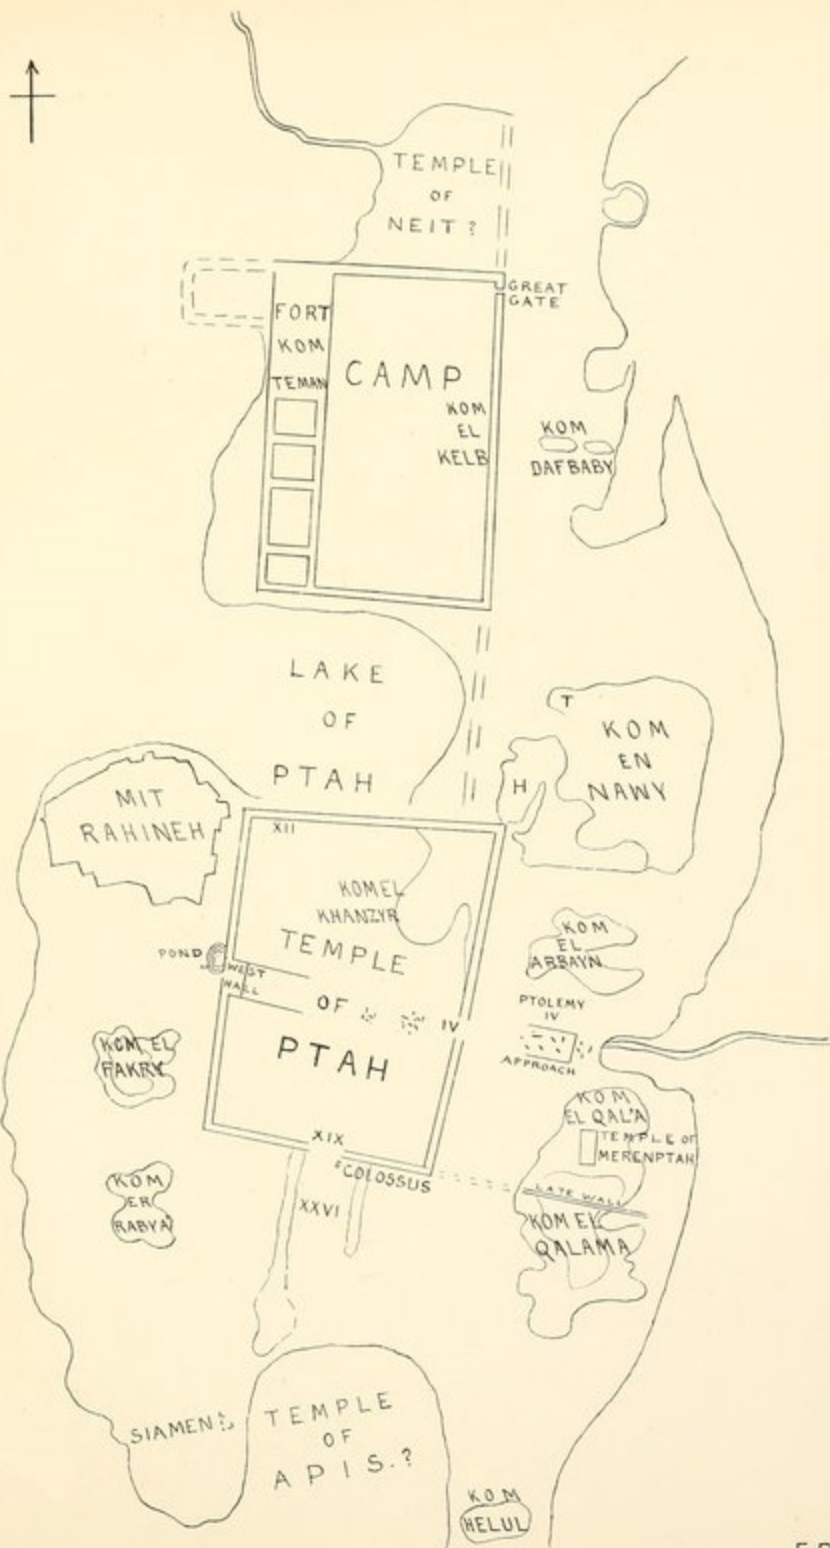 TEMPLE
OF
NEIT?
GREAT
GATE
FORT
KOM
TEMAN
CAMP
KOM
EL
KELB
KOM
DAFBABY
LAKE
OF
PTAH
T
KOM
EN
NAWY
H
MIT
RAHINEH
XII
KOM EL
KHANZYR
TEMPLE
OF
PTAH
POND
WEST
WALL
IV
KOM
EL
ARBAYN
PTOLEMY
IV
APPROACH
KOM EL
FAKRY
KOM
EL QAL'A
TEMPLE OF
MERENPTAH
XIX
COLOSSUS
LATE WALL
KOM
ER
RABYA
XXVI
KOM EL
QALAMA
SIAMEN
TEMPLE
OF
APIS.?
KOM
HELUL